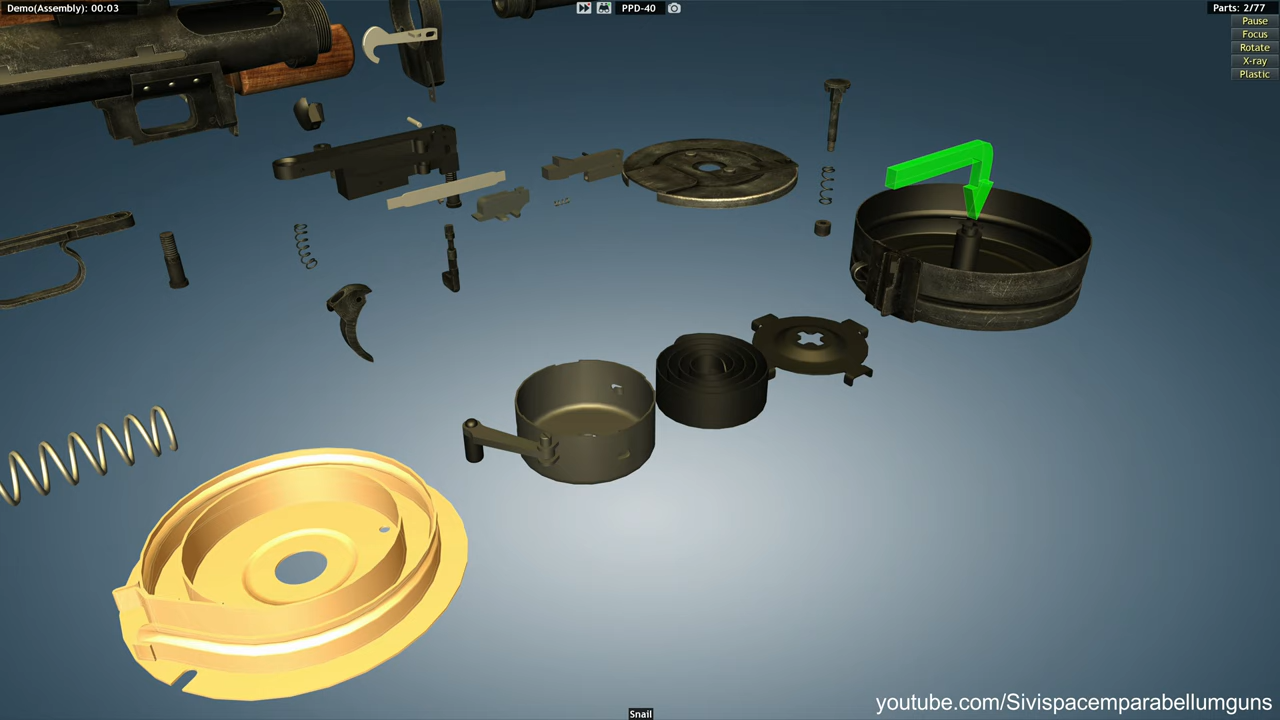 Demo(Assembly): 00:03
PPD-40
Parts: 2/77
Pause
Focus
Rotate
X-ray
Plastic
youtube.com/Sivispacemparabellumguns
Snail